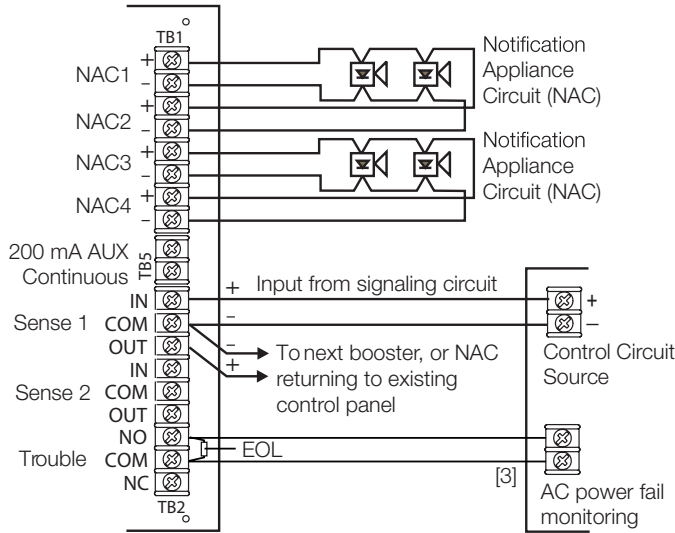 TB1
NAC1
+
–
NAC2
+
–
NAC3
+
–
NAC4
+
–
Notification
Appliance
Circuit (NAC)
Notification
Appliance
Circuit (NAC)
200 mA AUX
Continuous
TB5
IN
Sense 1
COM
OUT
IN
Sense 2
COM
OUT
NO
Trouble
COM
NC
TB2
+
Input from signaling circuit
–
–
+
To next booster, or NAC
returning to existing
control panel
EOL
[3]
+
–
Control Circuit
Source
AC power fail
monitoring